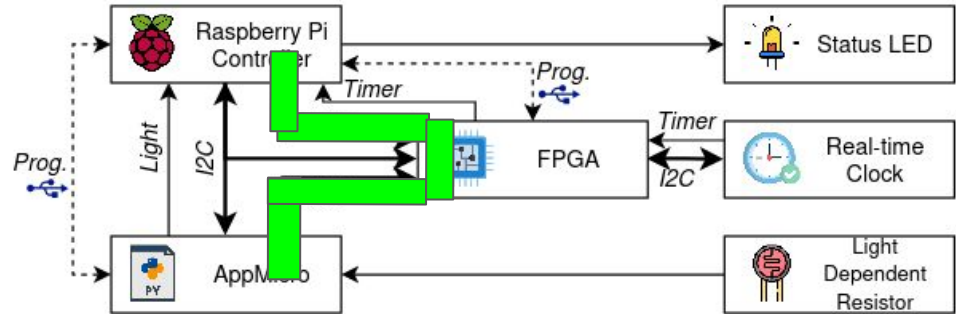 Raspberry Pi
Status LED
Prog.
Timer
Timer
Light
I2C
Prog.
FPGA
I2C
Real-time
Clock
PY
Light
Dependent
Resistor